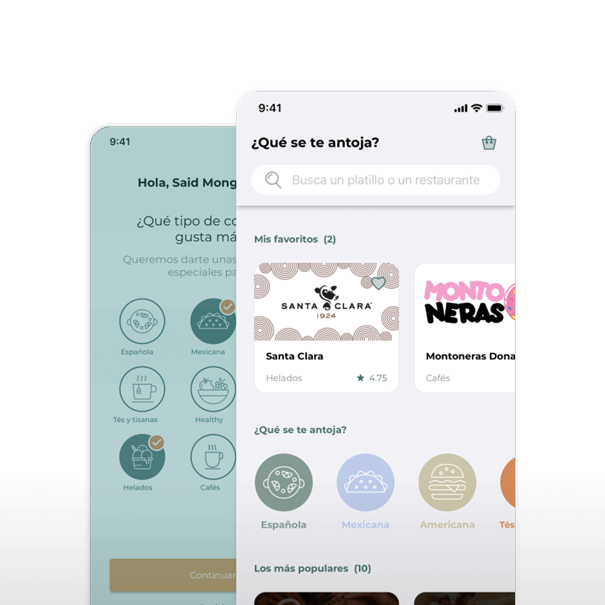 9:41
Hola, Said Mong
¿Qué tipo de co
gusta má
Queremos darte unas
especiales pa
Española
Mexicana
Tés y tisanas
Healthy
Helados
Cafés
Continuar
9:41
¿Qué se te antoja?
Busca un platillo o un restaurante
Mis favoritos (2)
SANTA CLARA
1924
Santa Clara
Helados
4.75
MONTO
NERAS
Montoneras Dona
Cafés
¿Qué se te antoja?
Española
Mexicana
Americana
Tés
Los más populares (10)